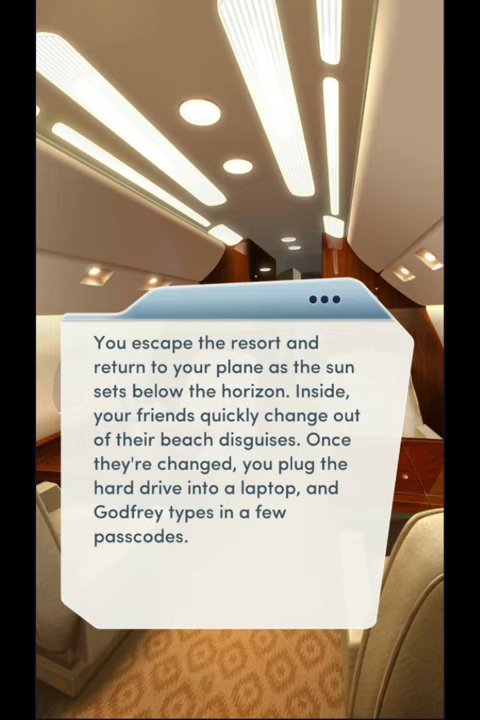 You escape the resort and
return to your plane as the sun
sets below the horizon. Inside,
your friends quickly change out
of their beach disguises. Once
they're changed, you plug the
hard drive into a laptop, and
Godfrey types in a few
passcodes.